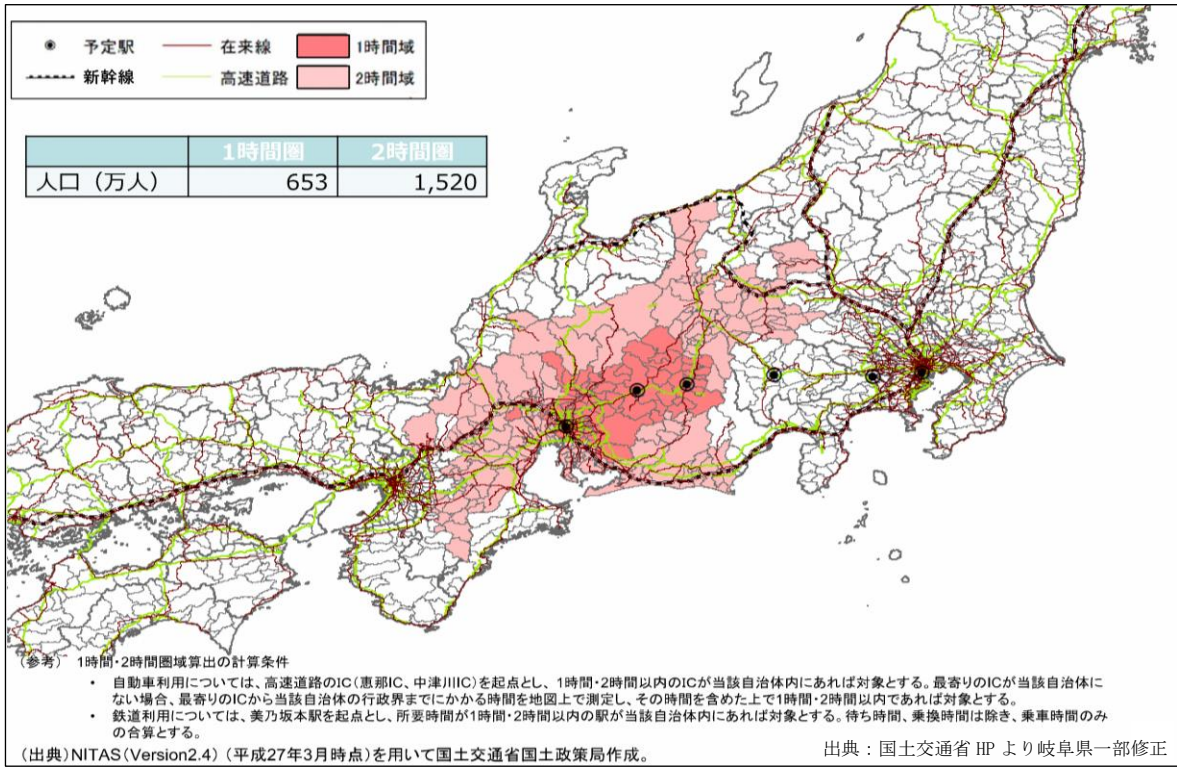 予定駅 在来線 1時間域
新幹線 高速道路 2時間域
1時間圏 2時間圏
人口（万人） 653 1,520
（参考） 1時間・2時間圏域算出の計算条件
・ 自動車利用については、高速道路のIC（恵那IC、中津川IC）を起点とし、1時間・2時間以内のICが当該自治体内にあれば対象とする。最寄りのICが当該自治体に
ない場合、最寄りのICから当該自治体の行政界までにかかる時間を地図上で測定し、その時間を含めた上で1時間・2時間以内であれば対象とする。
・ 鉄道利用については、美乃坂本駅を起点とし、所要時間が1時間・2時間以内の駅が当該自治体内にあれば対象とする。待ち時間、乗換時間は除き、乗車時間のみ
の合算とする。
（出典）NITAS（Version2.4）（平成27年3月時点）を用いて国土交通省国土政策局作成。
出典：国土交通省 HP より岐阜県一部修正